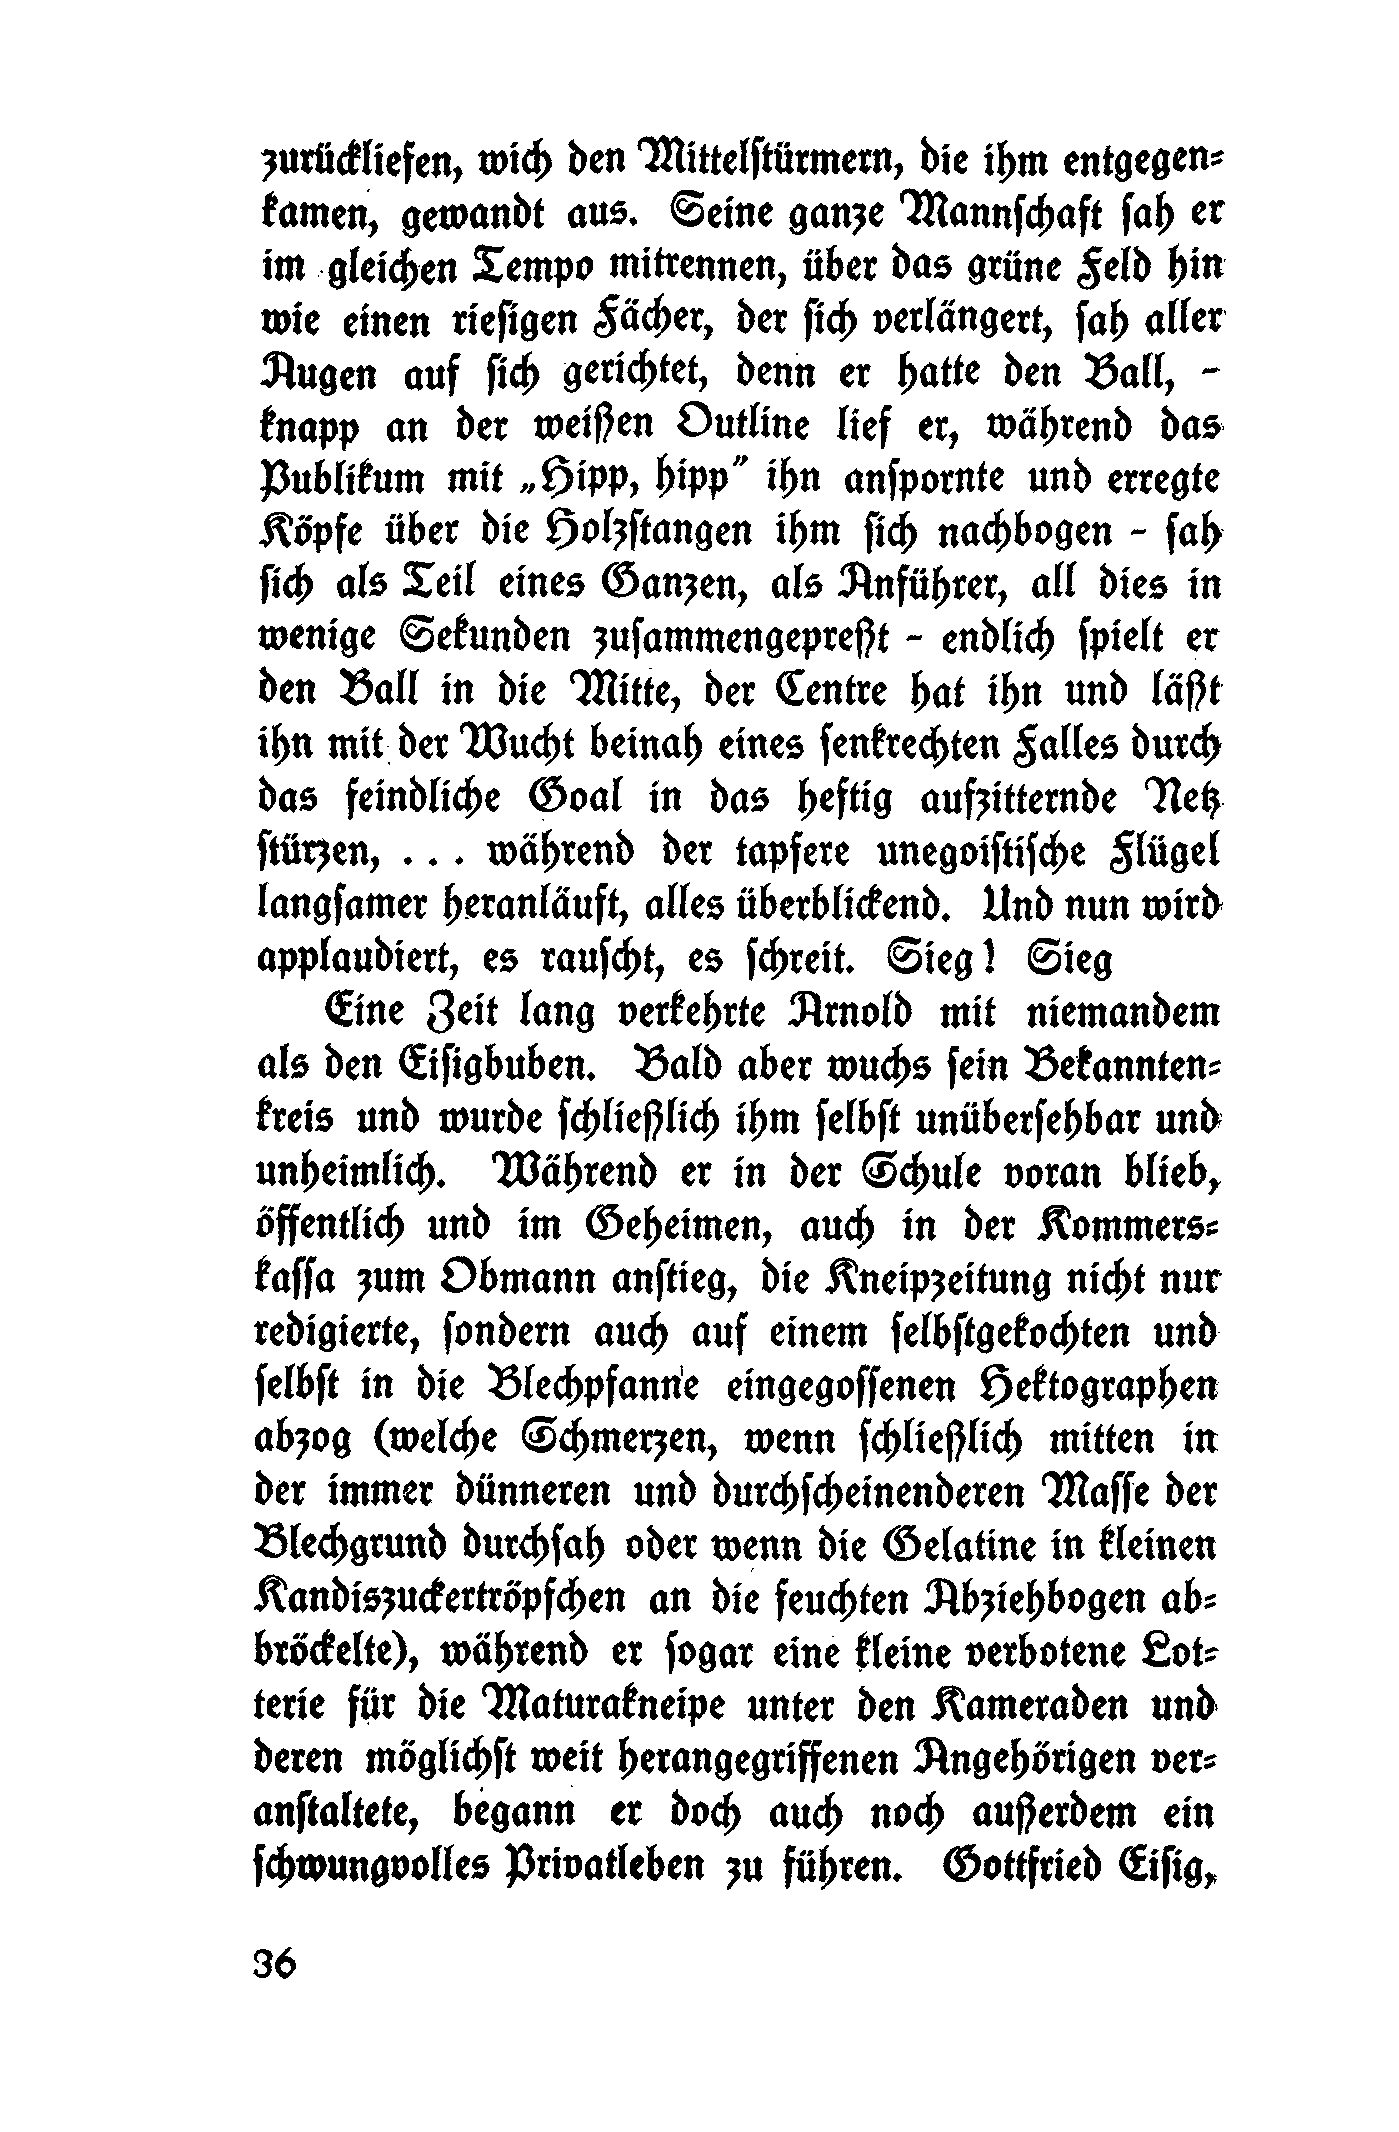 zurückliefen, wich den Mittelstürmern, die ihm entgegen-
kamen, gewandt aus. Seine ganze Mannschaft sah er
im gleichen Tempo mitrennen, über das grüne Feld hin
wie einen riesigen Fächer, der sich verlängert, sah aller
Augen auf sich gerichtet, denn er hatte den Ball, –
knapp an der weißen Outline lief er, während das
Publikum mit „Hipp, hipp“ ihn anspornte und erregte
Köpfe über die Holzstangen ihm sich nachbogen – sah
sich als Teil eines Ganzen, als Anführer, all dies in
wenige Sekunden zusammengepreßt – endlich spielt er
den Ball in die Mitte, der Centre hat ihn und läßt
ihn mit der Wucht beinah eines senkrechten Falles durch
das feindliche Goal in das heftig aufzitternde Netz
stürzen, . . . während der tapfere unegoistische Flügel
langsamer heranläuft, alles überblickend. Und nun wird
applaudiert, es rauscht, es schreit. Sieg! Sieg
Eine Zeit lang verkehrte Arnold mit niemandem
als den Eisigbuben. Bald aber wuchs sein Bekannten-
kreis und wurde schließlich ihm selbst unübersehbar und
unheimlich. Während er in der Schule voran blieb,
öffentlich und im Geheimen, auch in der Kommers-
kassa zum Obmann anstieg, die Kneipzeitung nicht nur
redigierte, sondern auch auf einem selbstgekochten und
selbst in die Blechpfanne eingegossenen Hektographen
abzog (welche Schmerzen, wenn schließlich mitten in
der immer dünneren und durchscheinenderen Masse der
Blechgrund durchsah oder wenn die Gelatine in kleinen
Kandiszuckertröpfchen an die feuchten Abziehbogen ab-
bröckelte), während er sogar eine kleine verbotene Lot-
terie für die Maturakneipe unter den Kameraden und
deren möglichst weit herangegriffenen Angehörigen ver-
anstaltete, begann er doch auch noch außerdem ein
schwungvolles Privatleben zu führen. Gottfried Eisig,
36